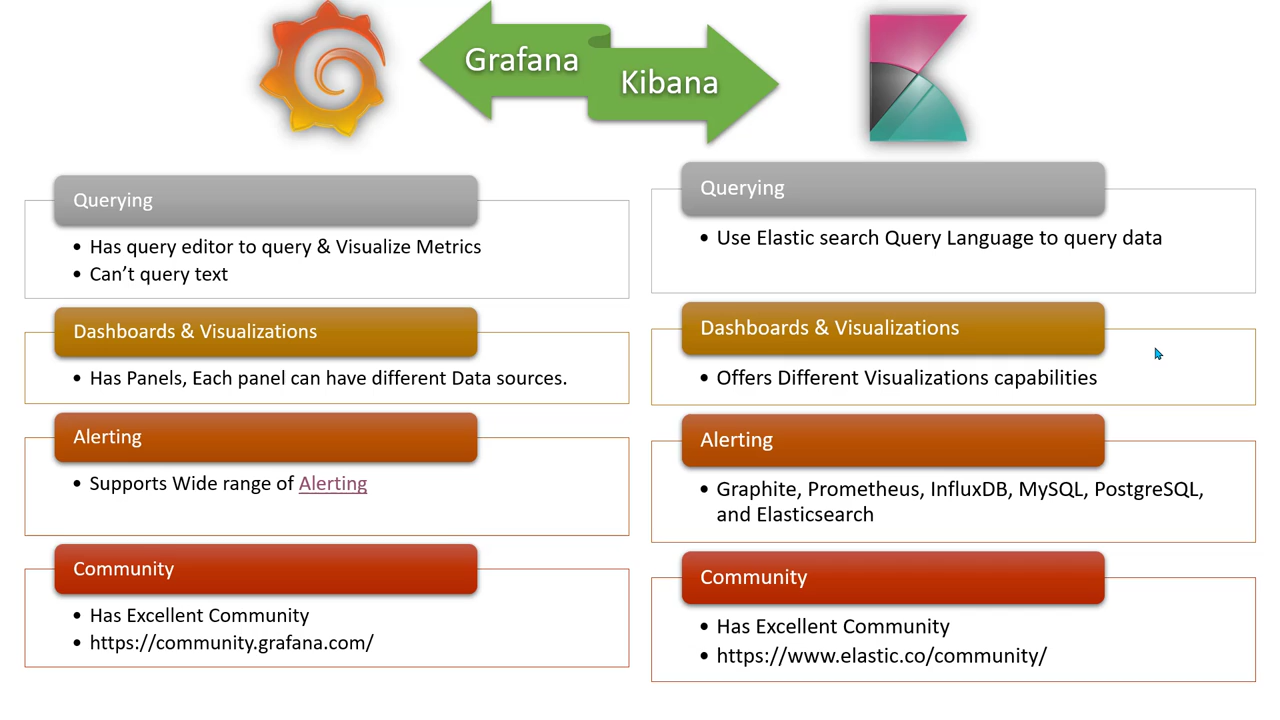 Grafana
Kibana
Querying
• Has query editor to query & Visualize Metrics
• Can’t query text
Dashboards & Visualizations
• Has Panels, Each panel can have different Data sources.
Alerting
• Supports Wide range of Alerting
Community
• Has Excellent Community
• https://community.grafana.com/
Querying
• Use Elastic search Query Language to query data
Dashboards & Visualizations
• Offers Different Visualizations capabilities
Alerting
• Graphite, Prometheus, InfluxDB, MySQL, PostgreSQL,
and Elasticsearch
Community
• Has Excellent Community
• https://www.elastic.co/community/